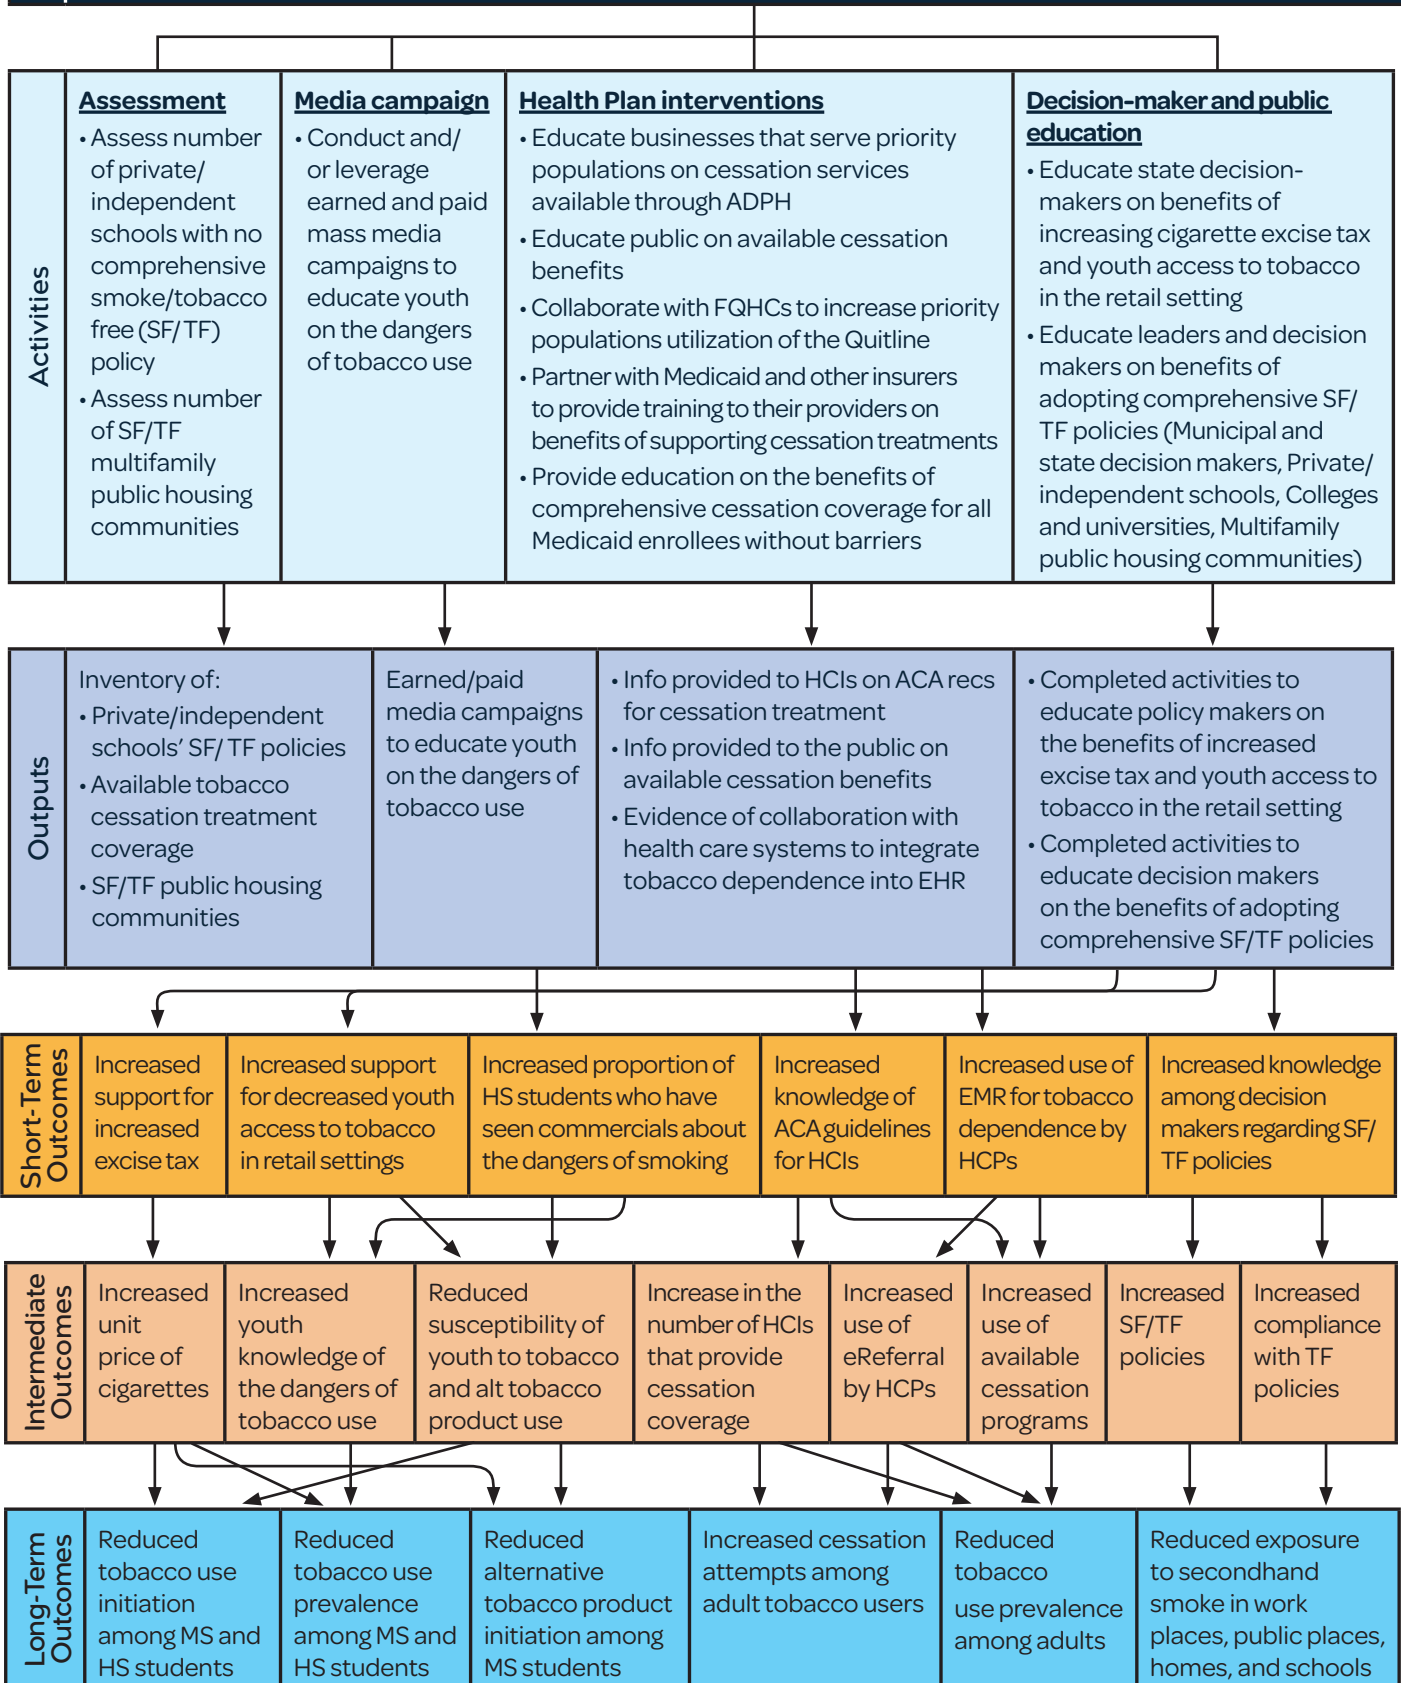 Activities
Assessment
• Assess number
of private/
independent
schools with no
comprehensive
smoke/tobacco
free (SF/TF)
policy
• Assess number
of SF/TF
multifamily
public housing
communities
Media campaign
• Conduct and/
or leverage
earned and paid
mass media
campaigns to
educate youth
on the dangers
of tobacco use
Health Plan interventions
• Educate businesses that serve priority
populations on cessation services
available through ADPH
• Educate public on available cessation
benefits
• Collaborate with FQHCs to increase priority
populations utilization of the Quitline
• Partner with Medicaid and other insurers
to provide training to their providers on
benefits of supporting cessation treatments
• Provide education on the benefits of
comprehensive cessation coverage for all
Medicaid enrollees without barriers
Decision-maker and public
education
• Educate state decision-
makers on benefits of
increasing cigarette excise tax
and youth access to tobacco
in the retail setting
• Educate leaders and decision
makers on benefits of
adopting comprehensive SF/
TF policies (Municipal and
state decision makers, Private/
independent schools, Colleges
and universities, Multifamily
public housing communities)
Outputs
Inventory of:
• Private/independent
schools’ SF/ TF policies
• Available tobacco
cessation treatment
coverage
• SF/TF public housing
communities
Earned/paid
media campaigns
to educate youth
on the dangers of
tobacco use
• Info provided to HCIs on ACA recs
for cessation treatment
• Info provided to the public on
available cessation benefits
• Evidence of collaboration with
health care systems to integrate
tobacco dependence into EHR
• Completed activities to
educate policy makers on
the benefits of increased
excise tax and youth access to
tobacco in the retail setting
• Completed activities to
educate decision makers
on the benefits of adopting
comprehensive SF/TF policies
Short-Term
Outcomes
Increased
support for
increased
excise tax
Increased support
for decreased youth
access to tobacco
in retail settings
Increased proportion of
HS students who have
seen commercials about
the dangers of smoking
Increased
knowledge of
ACA guidelines
for HCIs
Increased use of
EMR for tobacco
dependence by
HCPs
Increased knowledge
among decision
makers regarding SF/
TF policies
Intermediate
Outcomes
Increased
unit
price of
cigarettes
Increased
youth
knowledge of
the dangers of
tobacco use
Reduced
susceptibility of
youth to tobacco
and alt tobacco
product use
Increase in the
number of HCIs
that provide
cessation
coverage
Increased
use of
eReferral
by HCPs
Increased
use of
available
cessation
programs
Increased
SF/TF
policies
Increased
compliance
with TF
policies
Long-Term
Outcomes
Reduced
tobacco use
initiation
among MS and
HS students
Reduced
tobacco use
prevalence
among MS and
HS students
Reduced
alternative
tobacco product
initiation among
MS students
Increased cessation
attempts among
adult tobacco users
Reduced
tobacco
use prevalence
among adults
Reduced exposure
to secondhand
smoke in work
places, public places,
homes, and schools